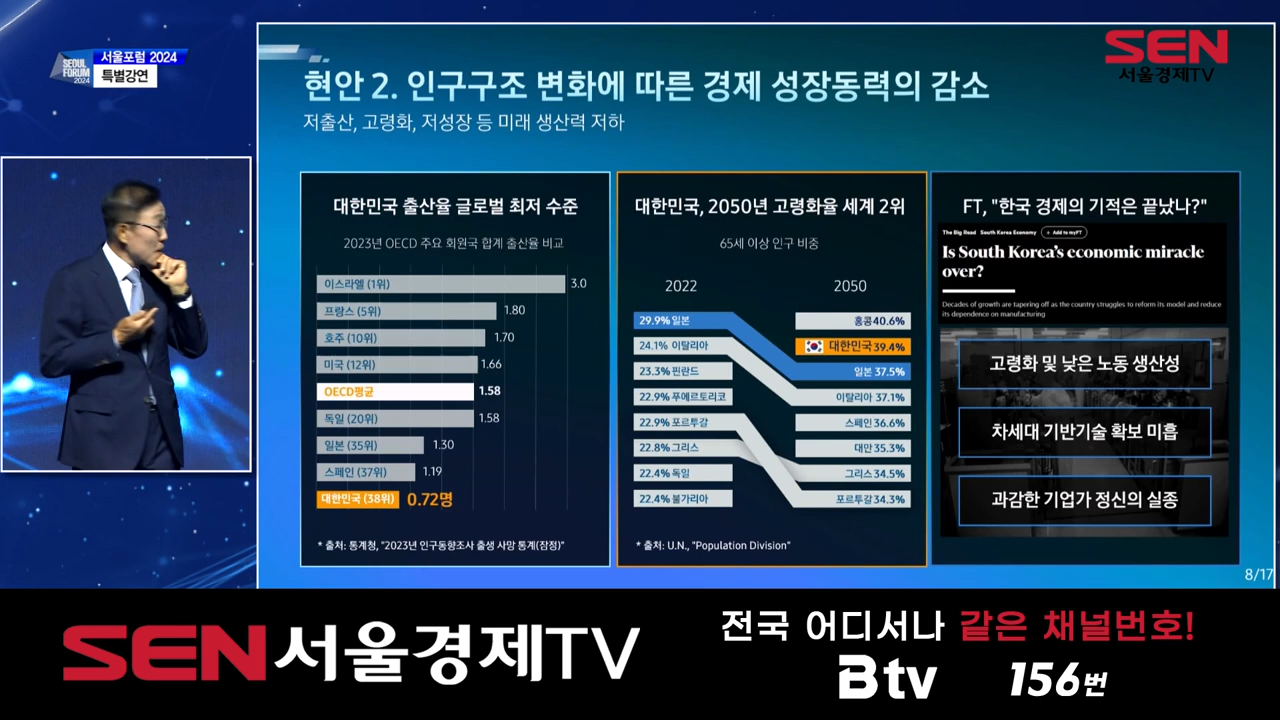 SEOUL
FORUM
2024
서울포럼 2024
특별강연
SEN
서울경제TV
현안 2. 인구구조 변화에 따른 경제 성장동력의 감소
저출산, 고령화, 저성장 등 미래 생산력 저하
대한민국 출산율 글로벌 최저 수준
2023년 OECD 주요 회원국 합계 출산율 비교
이스라엘 (1위) 3.0
프랑스 (5위) 1.80
호주 (10위) 1.70
미국 (12위) 1.66
OECD평균 1.58
독일 (20위) 1.58
일본 (35위) 1.30
스페인 (37위) 1.19
대한민국 (38위) 0.72명
* 출처: 통계청, "2023년 인구동향조사 출생 사망 통계(잠정)"
대한민국, 2050년 고령화율 세계 2위
65세 이상 인구 비중
2022 2050
29.9% 일본 홍콩 40.6%
24.1% 이탈리아 대한민국 39.4%
23.3% 핀란드 일본 37.5%
22.9% 푸에르토리코 이탈리아 37.1%
22.9% 포르투갈 스페인 36.6%
22.8% 그리스 대만 35.3%
22.4% 독일 그리스 34.5%
22.4% 불가리아 포르투갈 34.3%
* 출처: U.N., "Population Division"
FT, "한국 경제의 기적은 끝났나?"
The Big Read South Korea Economy + Add to myFT
Is South Korea's economic miracle
over?
Decades of growth are tapering off as the country struggles to reform its model and reduce
its dependence on manufacturing
고령화 및 낮은 노동 생산성
차세대 기반기술 확보 미흡
과감한 기업가 정신의 실종
8/17
SEN 서울경제TV
전국 어디서나 같은 채널번호!
B tv 156번